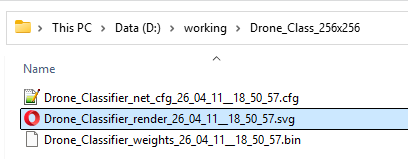 This PC > Data (D:) > working > Drone_Class_256x256
Name
Drone_Classifier_net_cfg_26_04_11__18_50_57.cfg
Drone_Classifier_render_26_04_11__18_50_57.svg
Drone_Classifier_weights_26_04_11__18_50_57.bin